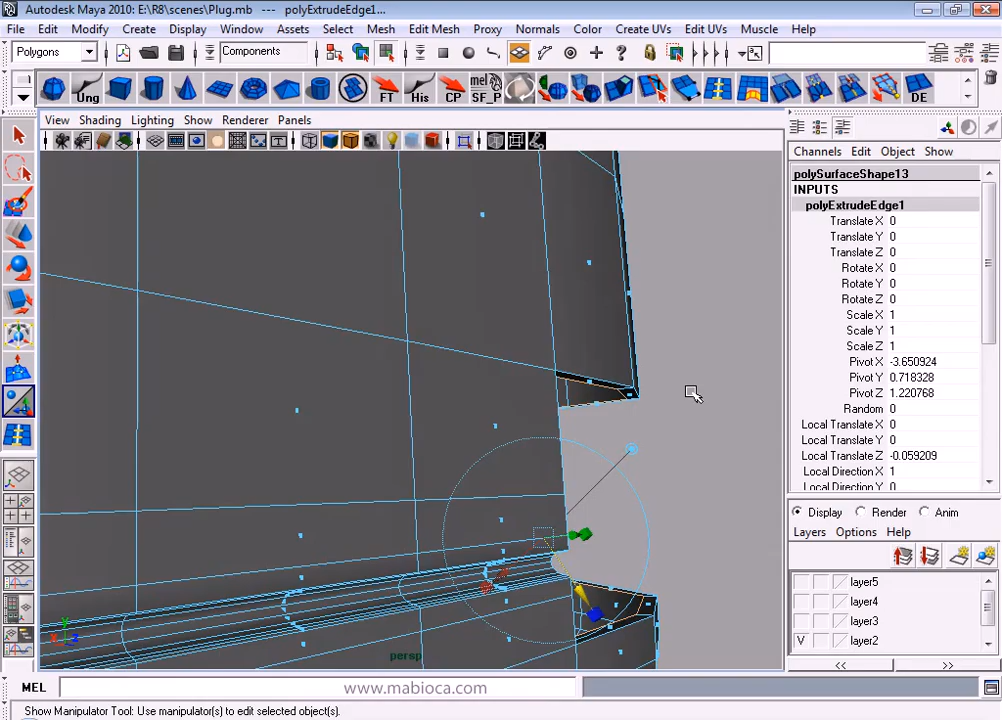 Autodesk Maya 2010: E:\R8\scenes\Plug.mb --- polyExtrudeEdge1...
File Edit Modify Create Display Window Assets Select Mesh Edit Mesh Proxy Normals Color Create UVs Edit UVs Muscle Help
Polygons Components
Ung FT His CP mel SF_P DE
View Shading Lighting Show Renderer Panels
Channels Edit Object Show
polySurfaceShape13
INPUTS
polyExtrudeEdge1
Translate X 0
Translate Y 0
Translate Z 0
Rotate X 0
Rotate Y 0
Rotate Z 0
Scale X 1
Scale Y 1
Scale Z 1
Pivot X -3.650924
Pivot Y 0.718328
Pivot Z 1.220768
Random 0
Local Translate X 0
Local Translate Y 0
Local Translate Z -0.059209
Local Direction X 1
Local Direction Y 0
Display Render Anim
Layers Options Help
layer5
layer4
layer3
V layer2
<< >>
persp
MEL www.mabioca.com
Show Manipulator Tool: Use manipulator(s) to edit selected object(s).